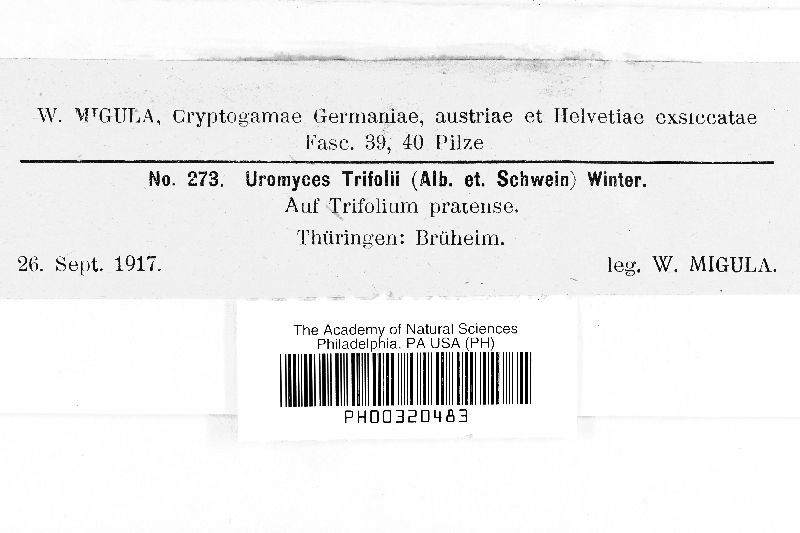 W. MIGULA, Cryptogamae Germaniae, austriae et Helvetiae exsiccatae
Fasc. 39, 40 Pilze
No. 273. Uromyces Trifolii (Alb. et. Schwein) Winter.
Auf Trifolium pratense.
Thüringen: Brüheim.
26. Sept. 1917. leg. W. MIGULA.
The Academy of Natural Sciences
Philadelphia, PA USA (PH)
PH00320483